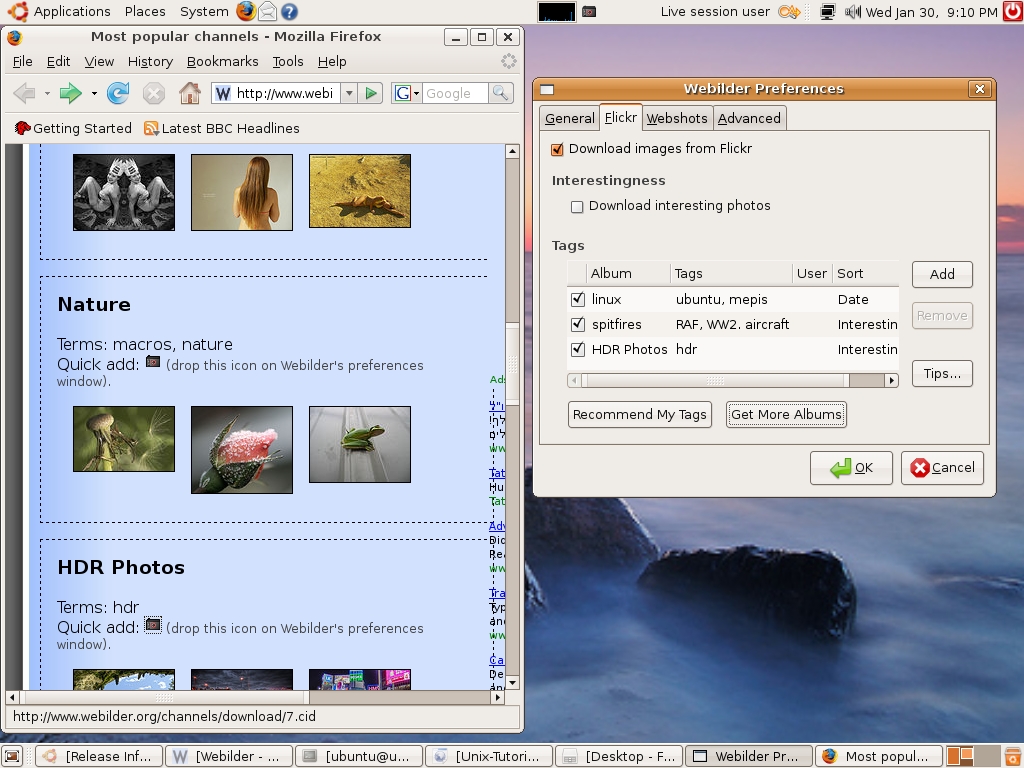 Applications Places System
Live session user
Wed Jan 30, 9:10 PM
Most popular channels - Mozilla Firefox
File Edit View History Bookmarks Tools Help
W http://www.webi
G Google
Getting Started Latest BBC Headlines
Nature
Terms: macros, nature
Quick add: (drop this icon on Webilder's preferences
window).
HDR Photos
Terms: hdr
Quick add: (drop this icon on Webilder's preferences
window).
http://www.webilder.org/channels/download/7.cid
Webilder Preferences
General Flickr Webshots Advanced
Download images from Flickr
Interestingness
Download interesting photos
Tags
Album Tags User Sort
linux ubuntu, mepis Date
spitfires RAF, WW2. aircraft Interestin
HDR Photos hdr Interestin
Add
Remove
Tips...
Recommend My Tags Get More Albums
OK Cancel
[Release Inf... W [Webilder - ... [ubuntu@u... [Unix-Tutori... [Desktop - F... Webilder Pr... Most popul...